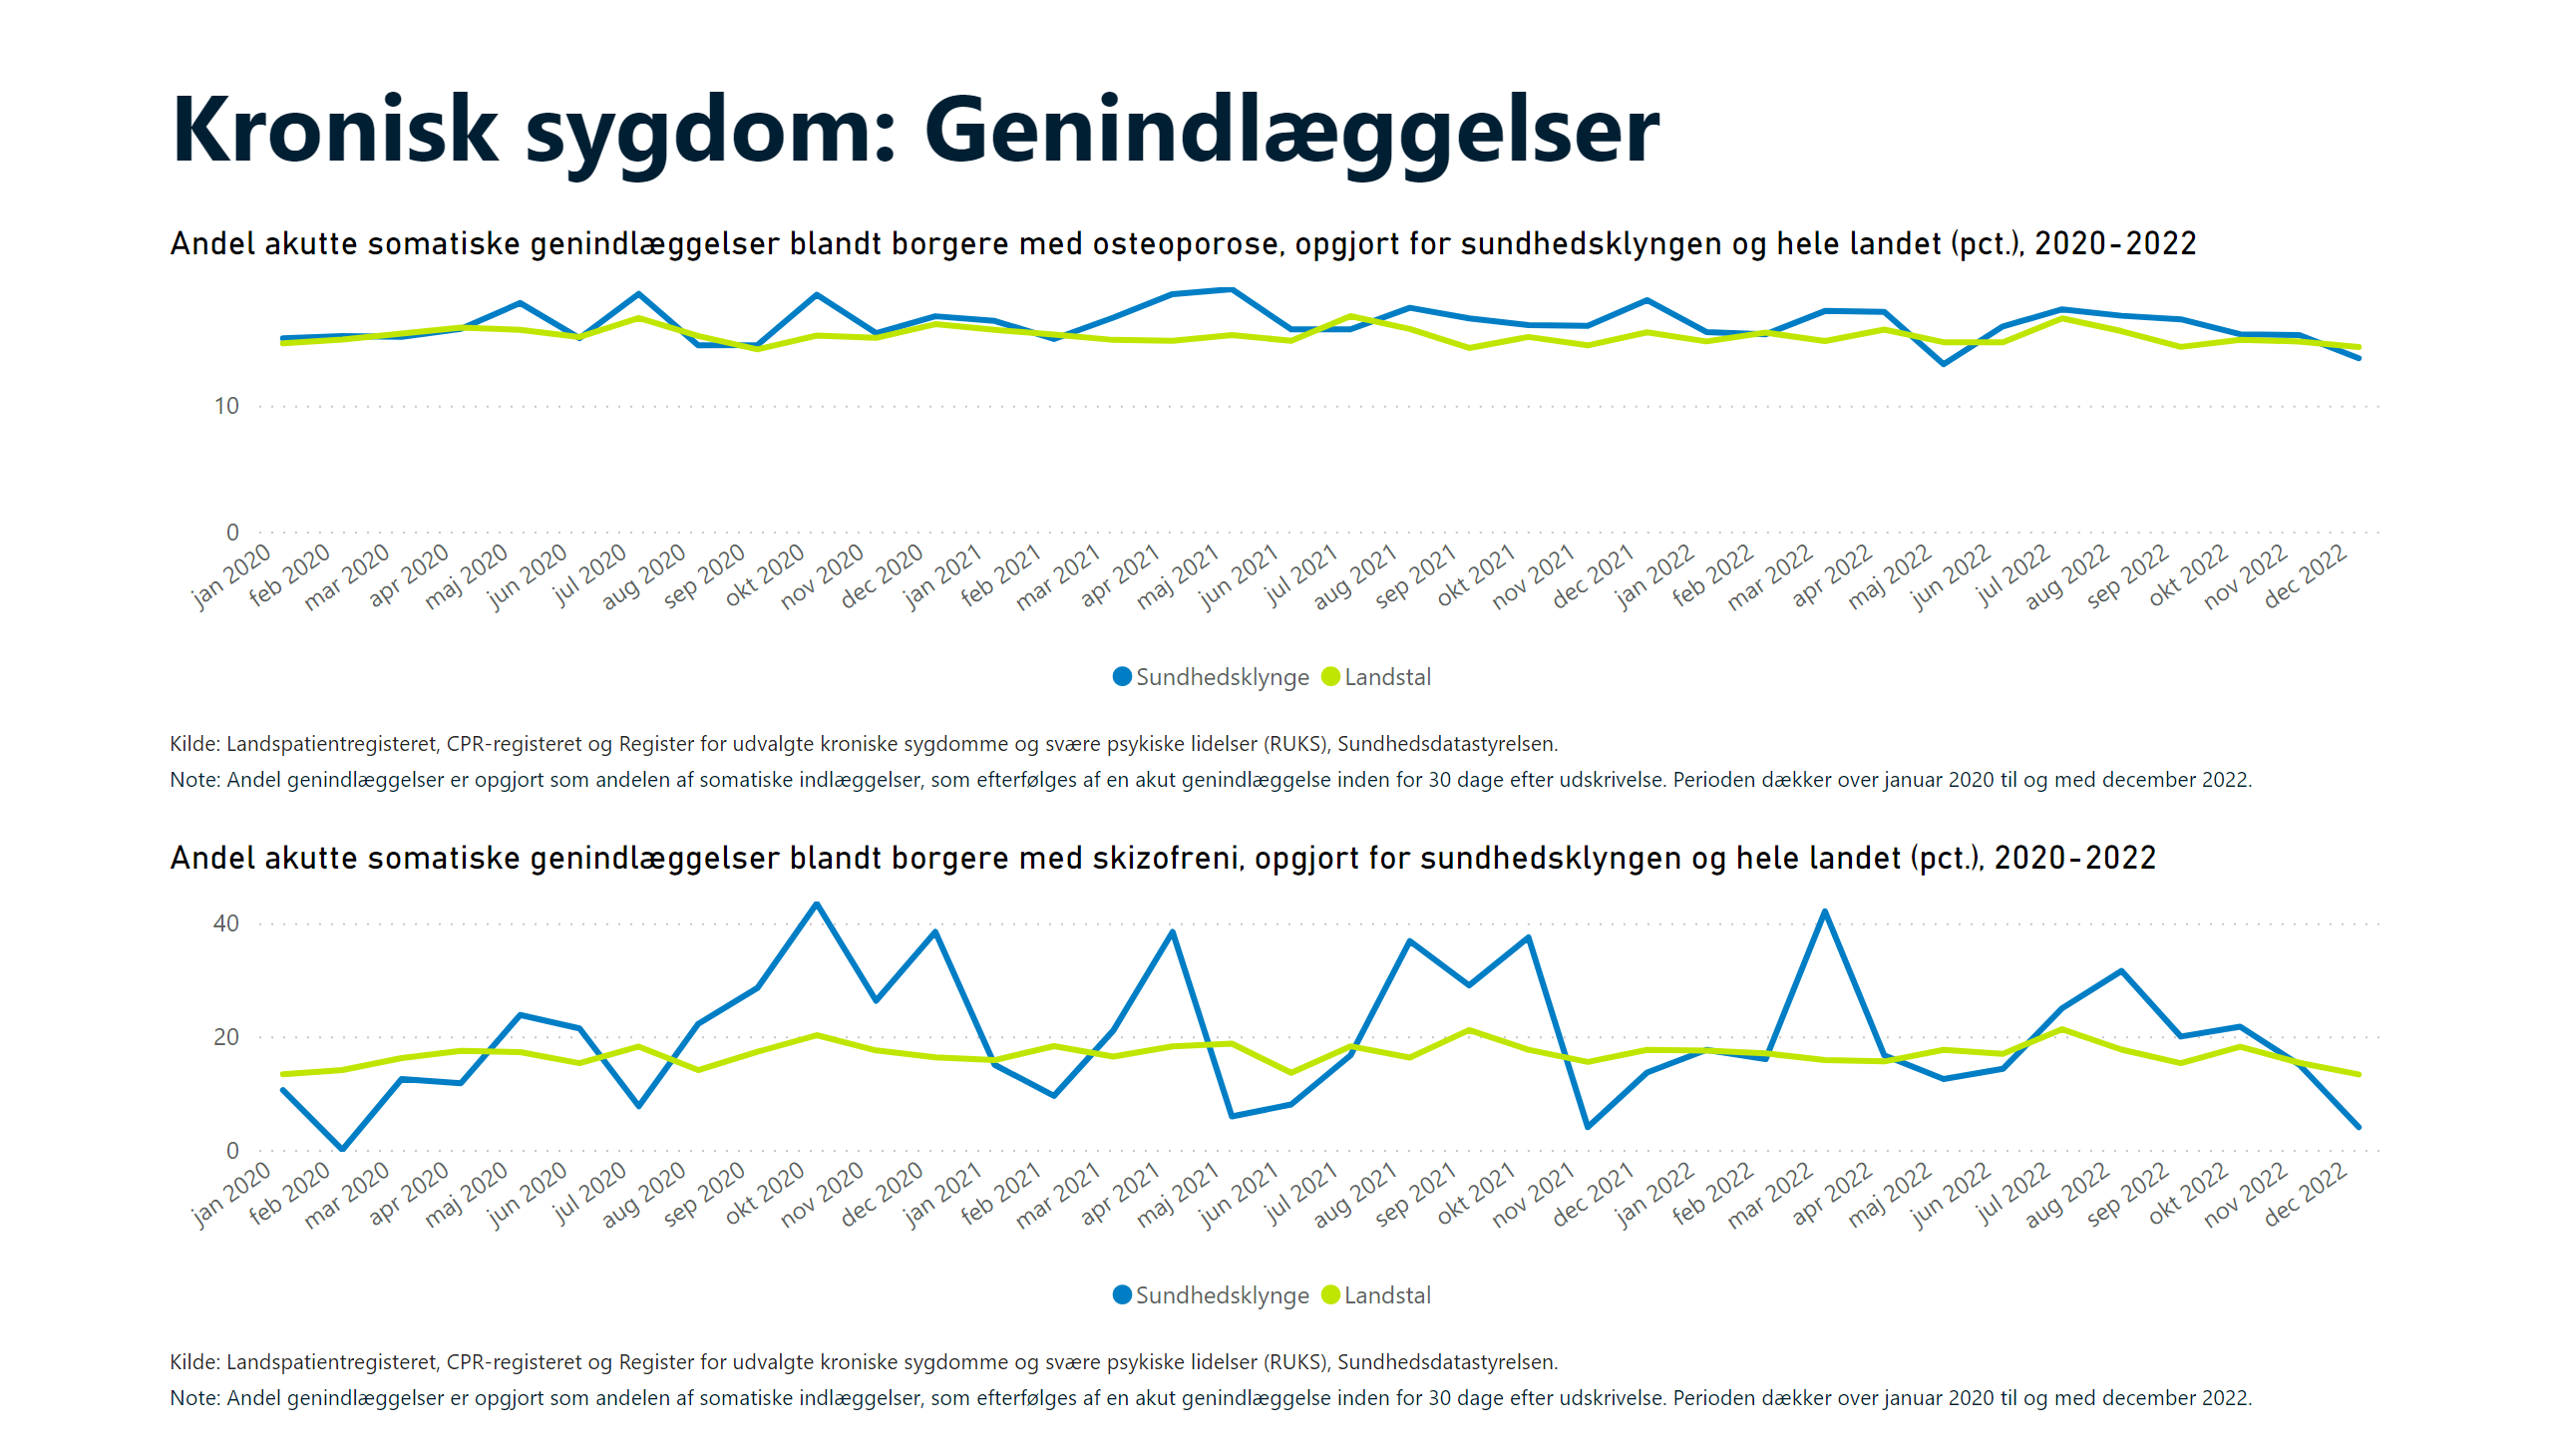 Kronisk sygdom: Genindlæggelser
Andel akutte somatiske genindlæggelser blandt borgere med osteoporose, opgjort for sundhedsklyngen og hele landet (pct.), 2020-2022
10
0
jan 2020 feb 2020 mar 2020 apr 2020 maj 2020 jun 2020 jul 2020 aug 2020 sep 2020 okt 2020 nov 2020 dec 2020 jan 2021 feb 2021 mar 2021 apr 2021 maj 2021 jun 2021 jul 2021 aug 2021 sep 2021 okt 2021 nov 2021 dec 2021 jan 2022 feb 2022 mar 2022 apr 2022 maj 2022 jun 2022 jul 2022 aug 2022 sep 2022 okt 2022 nov 2022 dec 2022
Sundhedsklynge Landstal
Kilde: Landspatientregisteret, CPR-registeret og Register for udvalgte kroniske sygdomme og svære psykiske lidelser (RUKS), Sundhedsdatastyrelsen.
Note: Andel genindlæggelser er opgjort som andelen af somatiske indlæggelser, som efterfølges af en akut genindlæggelse inden for 30 dage efter udskrivelse. Perioden dækker over januar 2020 til og med december 2022.
Andel akutte somatiske genindlæggelser blandt borgere med skizofreni, opgjort for sundhedsklyngen og hele landet (pct.), 2020-2022
40
20
0
jan 2020 feb 2020 mar 2020 apr 2020 maj 2020 jun 2020 jul 2020 aug 2020 sep 2020 okt 2020 nov 2020 dec 2020 jan 2021 feb 2021 mar 2021 apr 2021 maj 2021 jun 2021 jul 2021 aug 2021 sep 2021 okt 2021 nov 2021 dec 2021 jan 2022 feb 2022 mar 2022 apr 2022 maj 2022 jun 2022 jul 2022 aug 2022 sep 2022 okt 2022 nov 2022 dec 2022
Sundhedsklynge Landstal
Kilde: Landspatientregisteret, CPR-registeret og Register for udvalgte kroniske sygdomme og svære psykiske lidelser (RUKS), Sundhedsdatastyrelsen.
Note: Andel genindlæggelser er opgjort som andelen af somatiske indlæggelser, som efterfølges af en akut genindlæggelse inden for 30 dage efter udskrivelse. Perioden dækker over januar 2020 til og med december 2022.